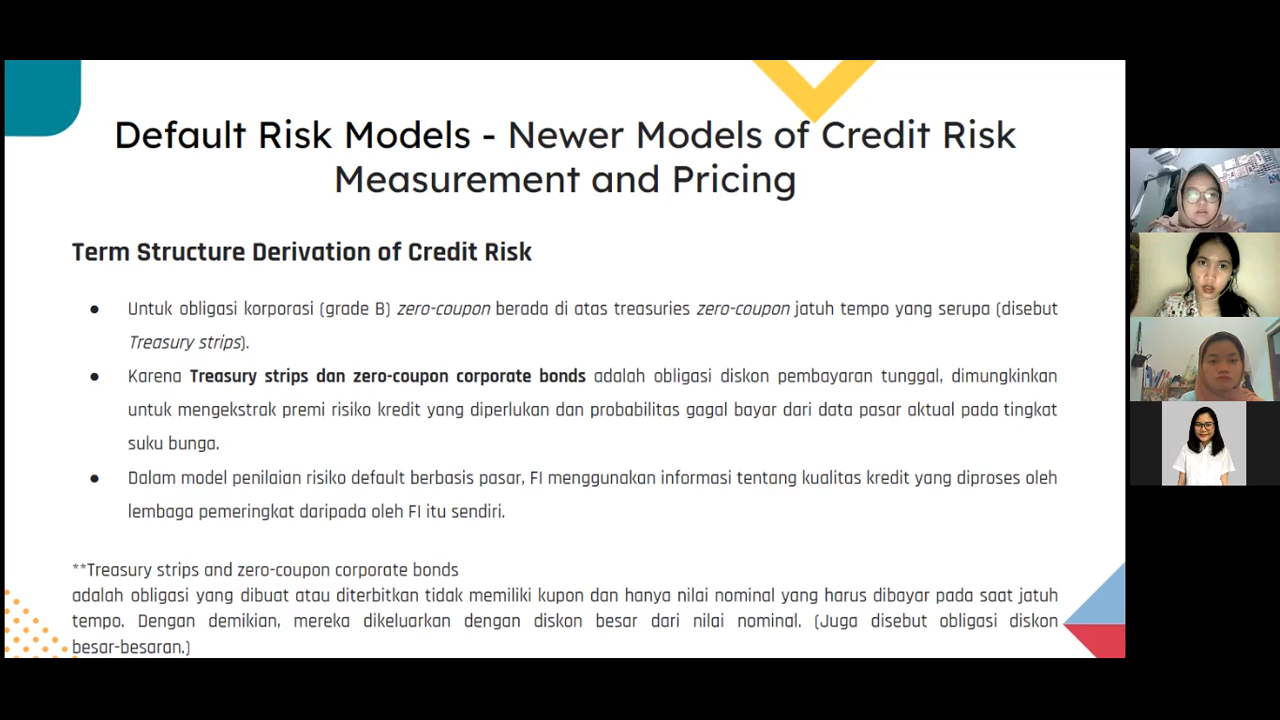 Default Risk Models - Newer Models of Credit Risk
Measurement and Pricing
Term Structure Derivation of Credit Risk
● Untuk obligasi korporasi (grade B) zero-coupon berada di atas treasuries zero-coupon jatuh tempo yang serupa (disebut
Treasury strips).
● Karena Treasury strips dan zero-coupon corporate bonds adalah obligasi diskon pembayaran tunggal, dimungkinkan
untuk mengekstrak premi risiko kredit yang diperlukan dan probabilitas gagal bayar dari data pasar aktual pada tingkat
suku bunga.
● Dalam model penilaian risiko default berbasis pasar, FI menggunakan informasi tentang kualitas kredit yang diproses oleh
lembaga pemeringkat daripada oleh FI itu sendiri.
**Treasury strips and zero-coupon corporate bonds
adalah obligasi yang dibuat atau diterbitkan tidak memiliki kupon dan hanya nilai nominal yang harus dibayar pada saat jatuh
tempo. Dengan demikian, mereka dikeluarkan dengan diskon besar dari nilai nominal. (Juga disebut obligasi diskon
besar-besaran.)